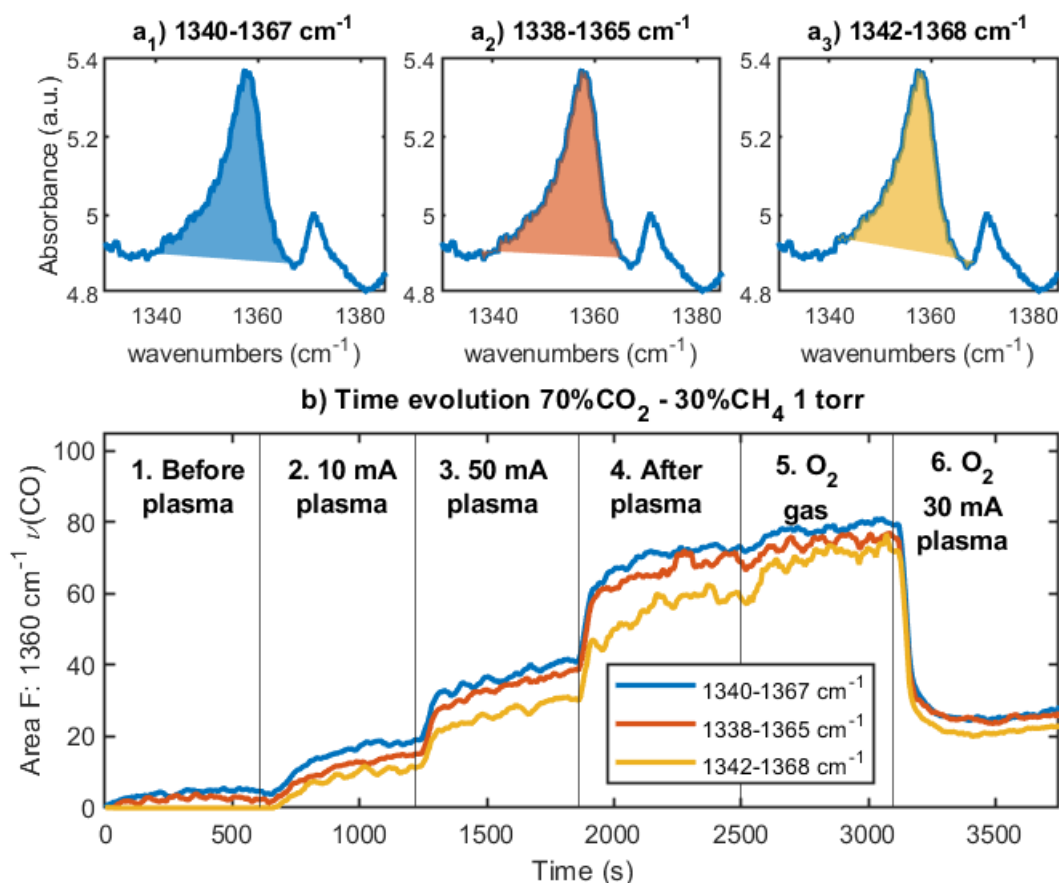 a₁) 1340-1367 cm⁻¹
a₂) 1338-1365 cm⁻¹
a₃) 1342-1368 cm⁻¹
Absorbance (a.u.)
5.4
5.2
5
4.8
1340 1360 1380
wavenumbers (cm⁻¹)
5.4
5.2
5
4.8
1340 1360 1380
wavenumbers (cm⁻¹)
5.4
5.2
5
4.8
1340 1360 1380
wavenumbers (cm⁻¹)
b) Time evolution 70%CO₂ - 30%CH₄ 1 torr
Area F: 1360 cm⁻¹ ν(CO)
100
80
60
40
20
0
1. Before
plasma
2. 10 mA
plasma
3. 50 mA
plasma
4. After
plasma
5. O₂
gas
6. O₂
30 mA
plasma
1340-1367 cm⁻¹
1338-1365 cm⁻¹
1342-1368 cm⁻¹
0 500 1000 1500 2000 2500 3000 3500
Time (s)